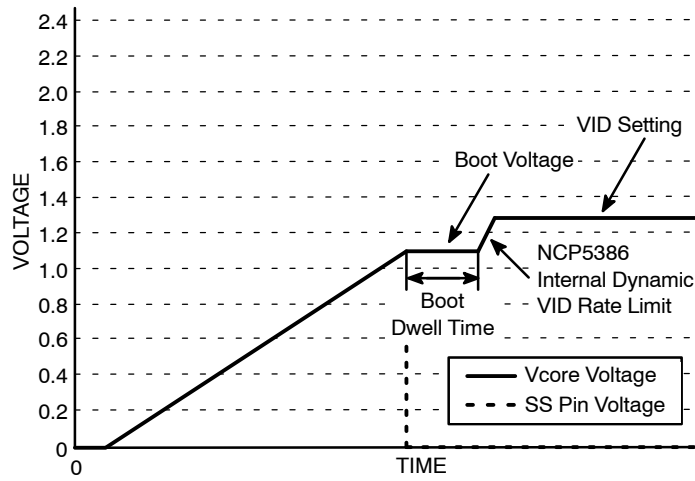 2.4
2.2
2.0
1.8
1.6
1.4
1.2
1.0
0.8
0.6
0.4
0.2
0
VOLTAGE
VID Setting
Boot Voltage
NCP5386
Internal Dynamic
VID Rate Limit
Boot
Dwell Time
Vcore Voltage
SS Pin Voltage
0
TIME